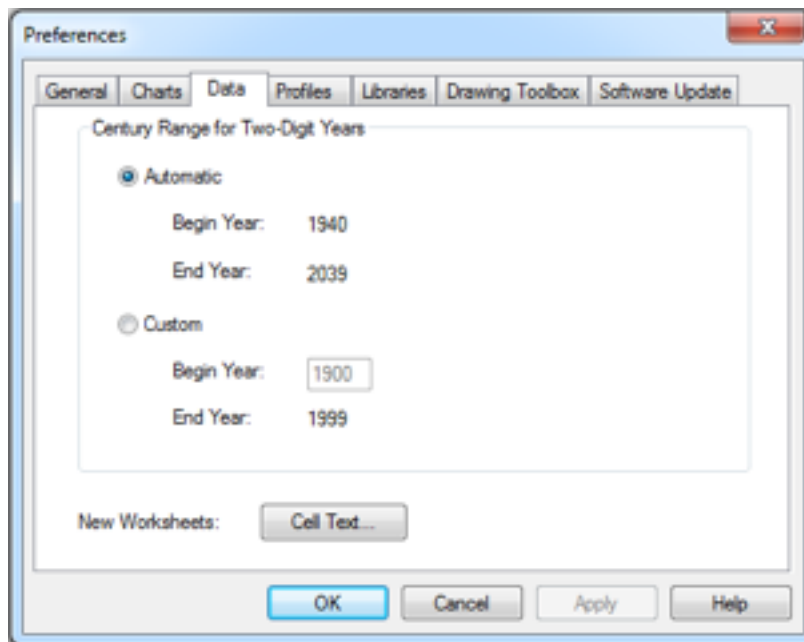 Preferences
General Charts Data Profiles Libraries Drawing Toolbox Software Update
Century Range for Two-Digit Years
Automatic
Begin Year: 1940
End Year: 2039
Custom
Begin Year: 1900
End Year: 1999
New Worksheets: Cell Text...
OK Cancel Apply Help